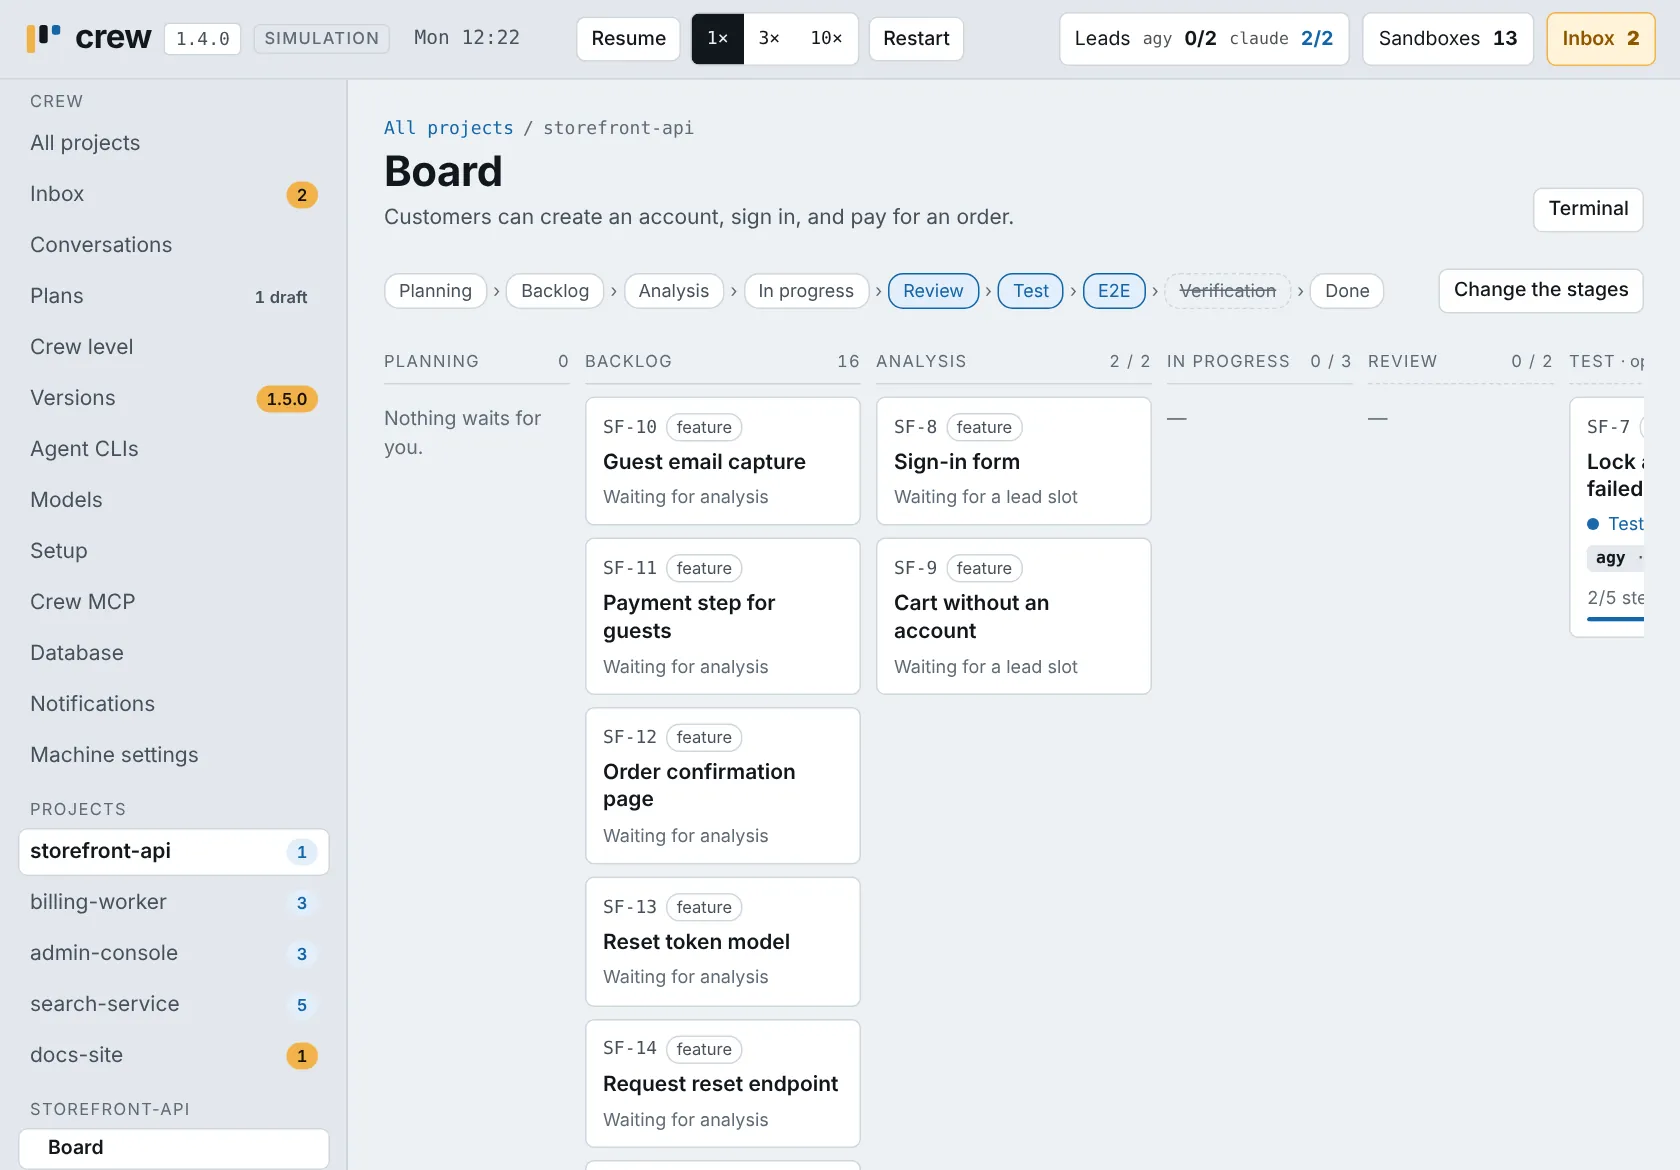 crew 1.4.0 SIMULATION Mon 12:22 Resume 1× 3× 10× Restart Leads agy 0/2 claude 2/2 Sandboxes 13 Inbox 2
CREW
All projects
Inbox 2
Conversations
Plans 1 draft
Crew level
Versions 1.5.0
Agent CLIs
Models
Setup
Crew MCP
Database
Notifications
Machine settings
PROJECTS
storefront-api 1
billing-worker 3
admin-console 3
search-service 5
docs-site 1
STOREFRONT-API
Board
All projects / storefront-api
Board
Customers can create an account, sign in, and pay for an order.
Terminal
Planning › Backlog › Analysis › In progress › Review › Test › E2E › Verification › Done
Change the stages
PLANNING 0
Nothing waits for
you.
BACKLOG 16
SF-10 feature
Guest email capture
Waiting for analysis
SF-11 feature
Payment step for
guests
Waiting for analysis
SF-12 feature
Order confirmation
page
Waiting for analysis
SF-13 feature
Reset token model
Waiting for analysis
SF-14 feature
Request reset endpoint
Waiting for analysis
ANALYSIS 2 / 2
SF-8 feature
Sign-in form
Waiting for a lead slot
SF-9 feature
Cart without an
account
Waiting for a lead slot
IN PROGRESS 0 / 3
—
REVIEW 0 / 2
—
TEST ·
SF-7
Lock
failed
Test
agy ·
2/5